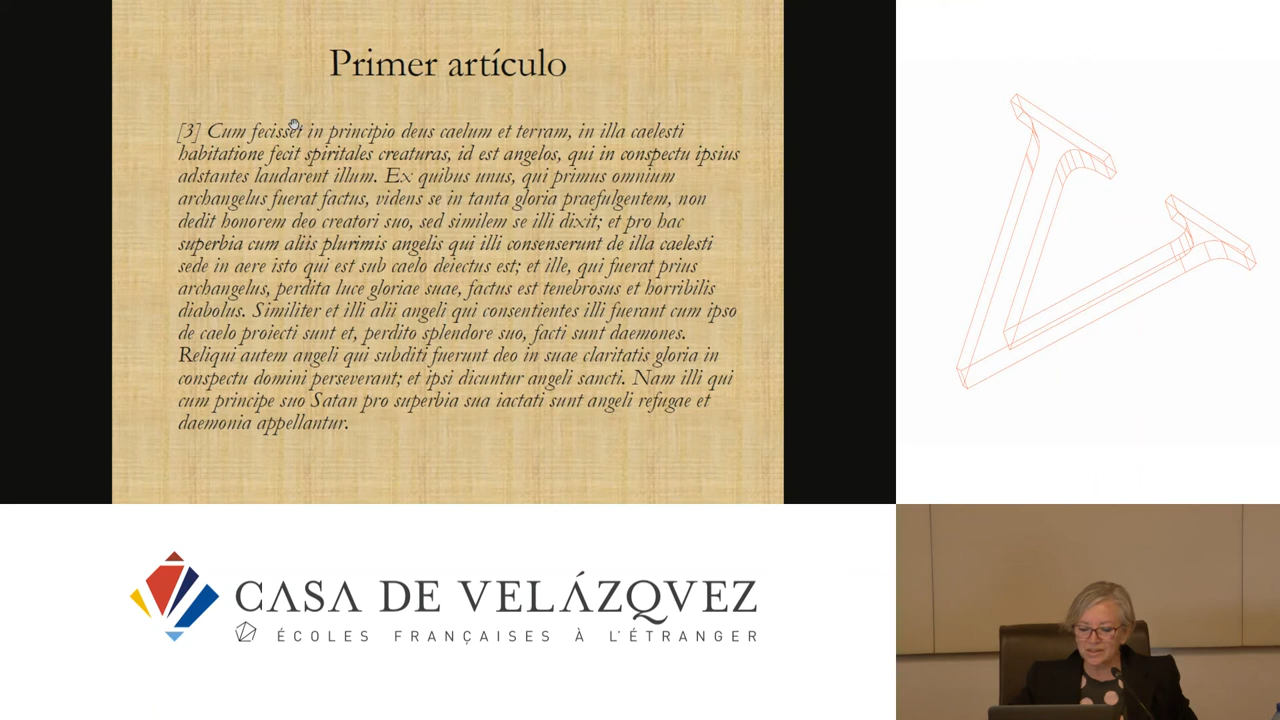 Primer artículo
[3] Cum fecisset in principio deus caelum et terram, in illa caelesti
habitatione fecit spiritales creaturas, id est angelos, qui in conspectu ipsius
adstantes laudarent illum. Ex quibus unus, qui primus omnium
archangelus fuerat factus, videns se in tanta gloria praefulgentem, non
dedit honorem deo creatori suo, sed similem se illi dixit; et pro hac
superbia cum aliis plurimis angelis qui illi consenserunt de illa caelesti
sede in aere isto qui est sub caelo deiectus est; et ille, qui fuerat prius
archangelus, perdita luce gloriae suae, factus est tenebrosus et horribilis
diabolus. Similiter et illi alii angeli qui consentientes illi fuerant cum ipso
de caelo proiecti sunt et, perdito splendore suo, facti sunt daemones.
Reliqui autem angeli qui subditi fuerunt deo in suae claritatis gloria in
conspectu domini perseverant; et ipsi dicuntur angeli sancti. Nam illi qui
cum principe suo Satan pro superbia sua iactati sunt angeli refugae et
daemonia appellantur.
CASA DE VELÁZQVEZ
ÉCOLES FRANÇAISES À L'ÉTRANGER